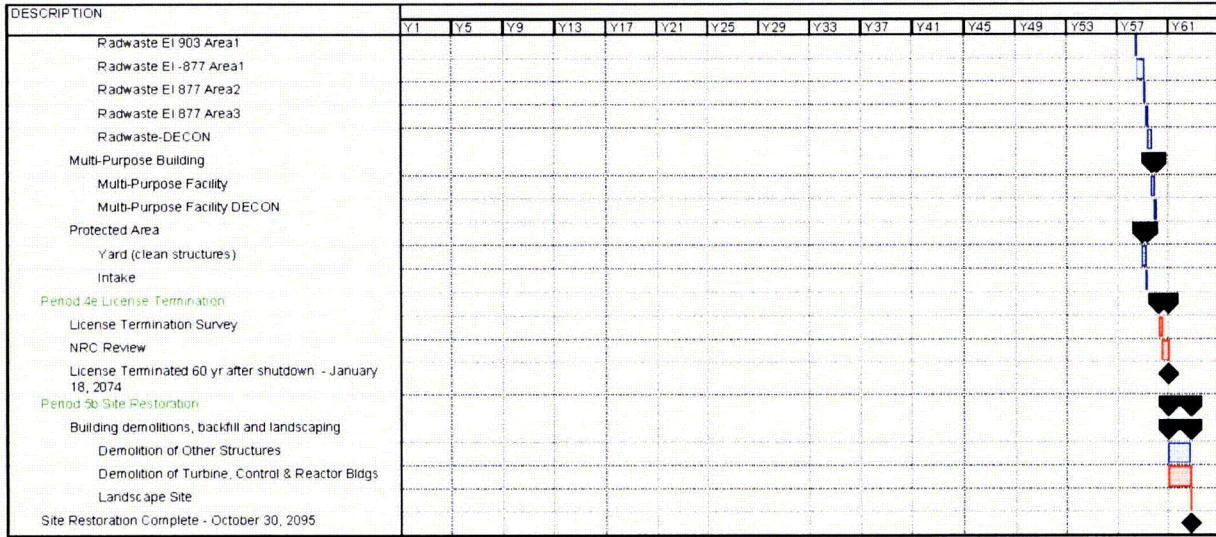 DESCRIPTION
Y1 Y5 Y9 Y13 Y17 Y21 Y25 Y29 Y33 Y37 Y41 Y45 Y49 Y53 Y57 Y61
Radwaste El 903 Area1
Radwaste El -877 Area1
Radwaste El 877 Area2
Radwaste El 877 Area3
Radwaste-DECON
Multi-Purpose Building
Multi-Purpose Facility
Multi-Purpose Facility DECON
Protected Area
Yard (clean structures)
Intake
Period 4e License Termination
License Termination Survey
NRC Review
License Terminated 60 yr after shutdown - January
18, 2074
Period 5b Site Restoration
Building demolitions, backfill and landscaping
Demolition of Other Structures
Demolition of Turbine, Control & Reactor Bldgs
Landscape Site
Site Restoration Complete - October 30, 2095